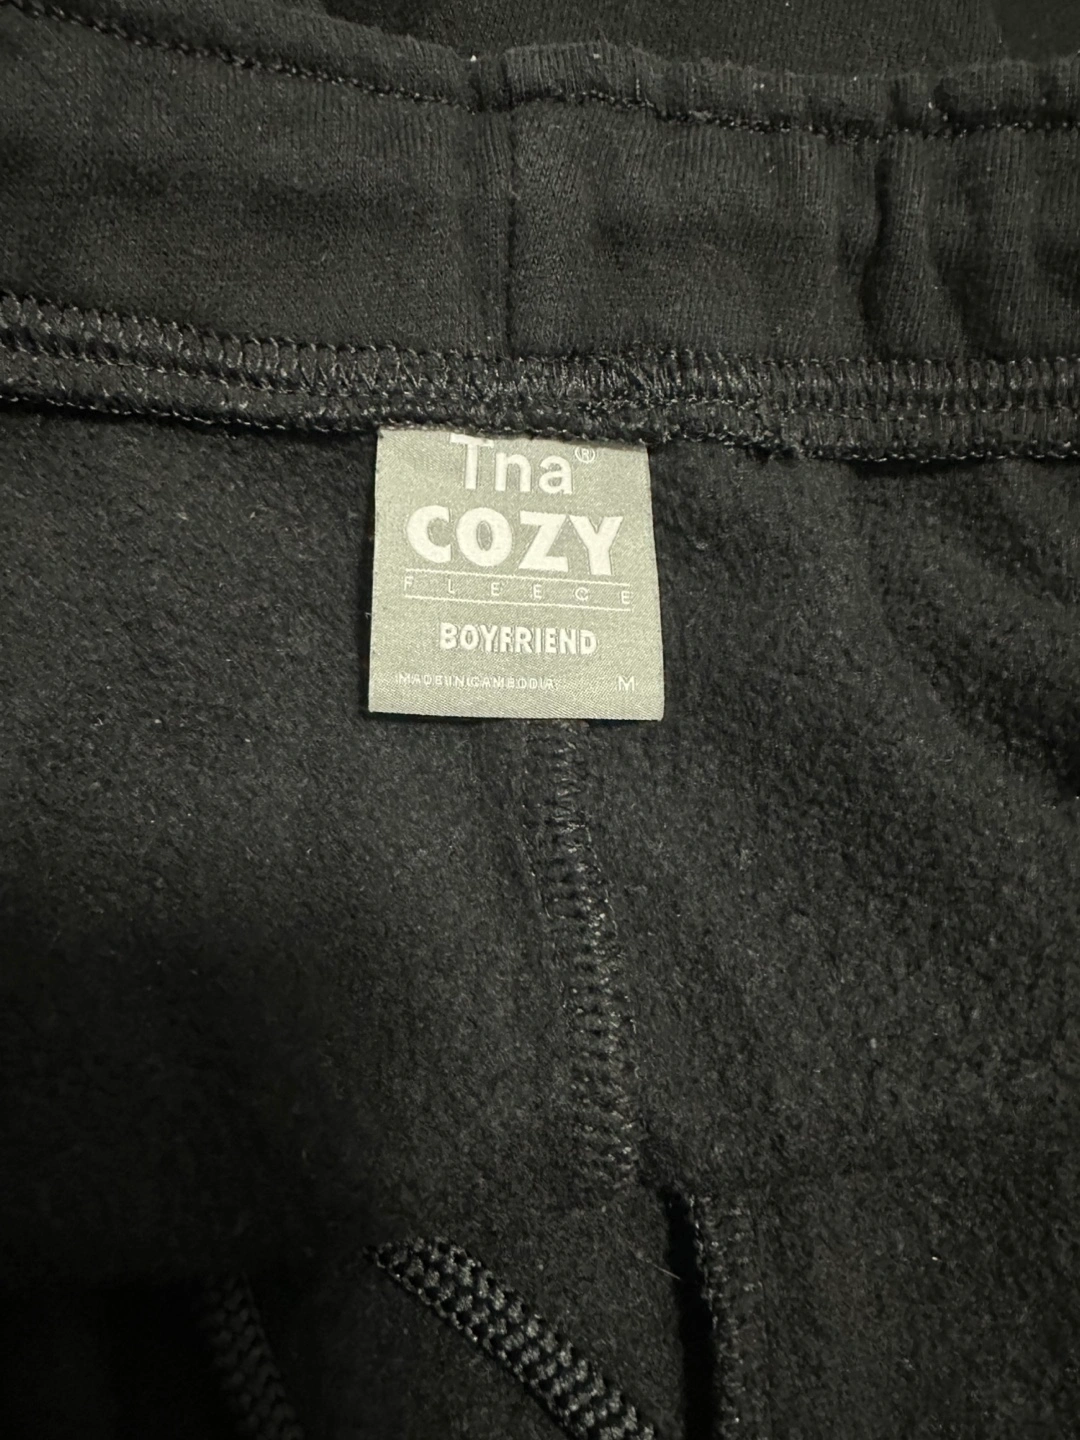 Tna®
COZY
FLEECE
BOYFRIEND
MADE IN CAMBODIA M